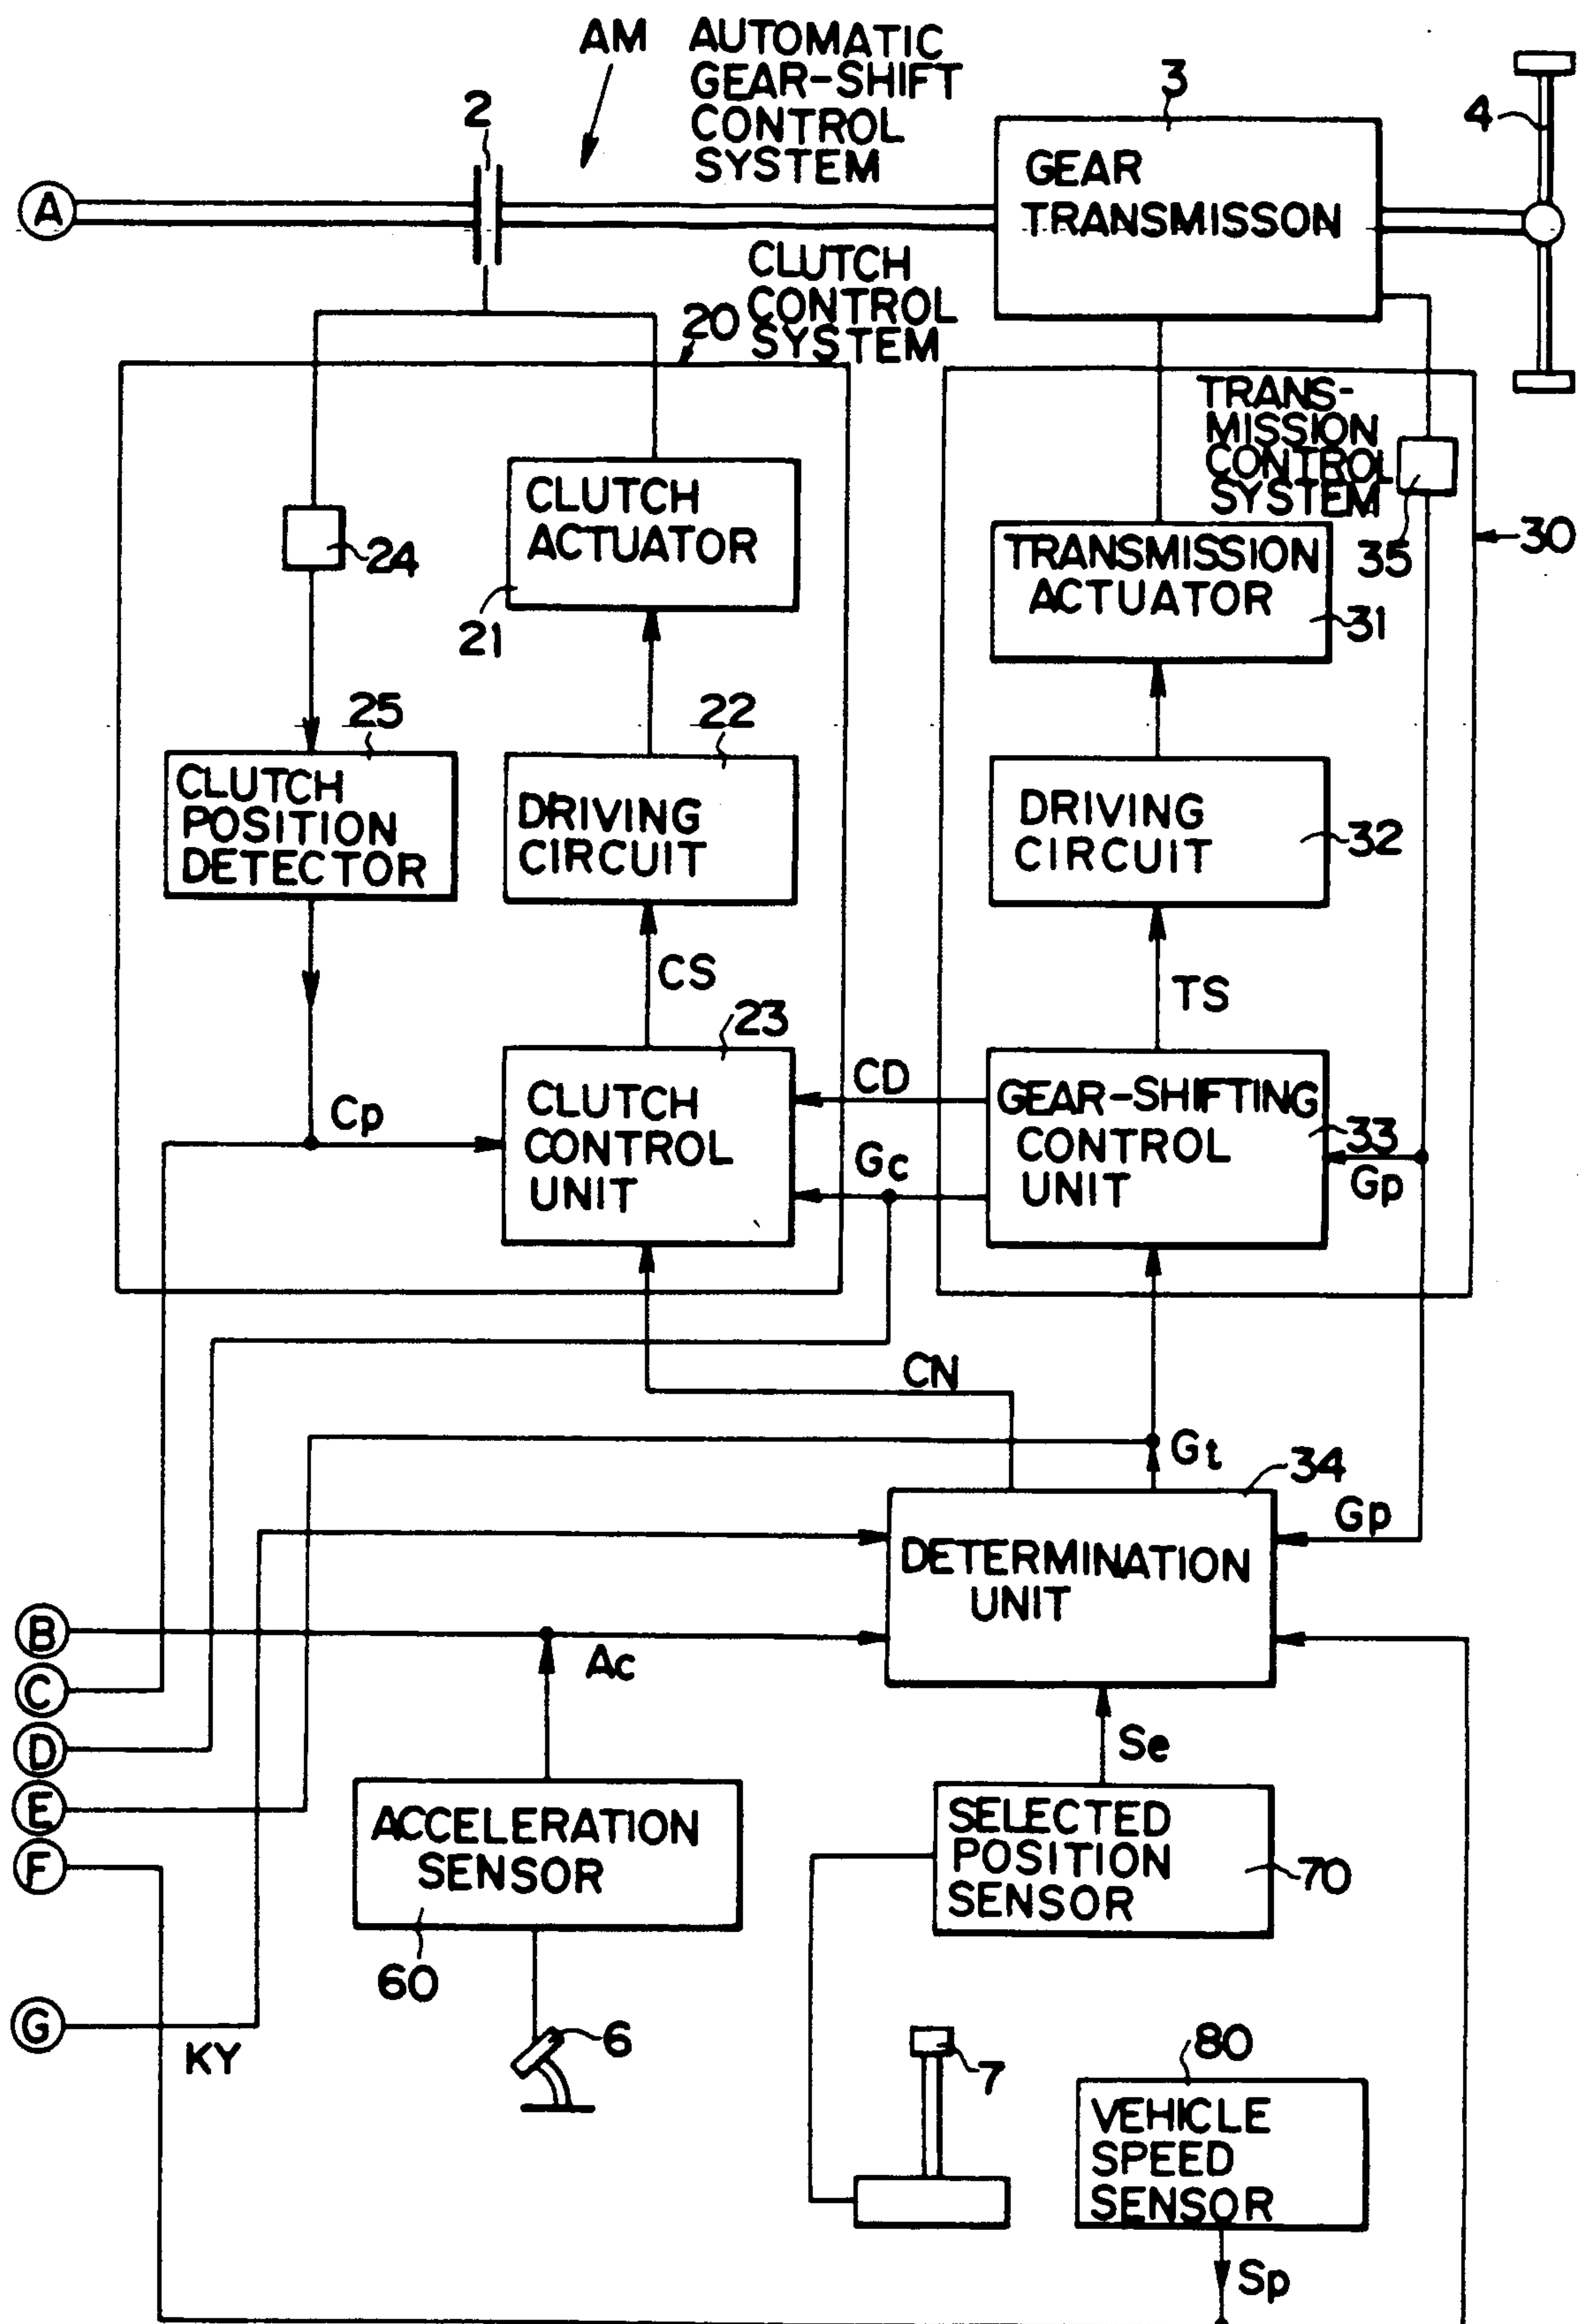 AM AUTOMATIC
GEAR-SHIFT
CONTROL
SYSTEM
2
3
4
A
GEAR
TRANSMISSON
CLUTCH
CONTROL
SYSTEM
20
TRANS-
MISSION
CONTROL
SYSTEM
35
30
CLUTCH
ACTUATOR
21
24
TRANSMISSION
ACTUATOR
31
25
CLUTCH
POSITION
DETECTOR
22
DRIVING
CIRCUIT
DRIVING
CIRCUIT
32
CS
TS
23
CLUTCH
CONTROL
UNIT
Cp
CD
Gc
GEAR-SHIFTING
CONTROL
UNIT
33
Gp
CN
Gt
34
Gp
DETERMINATION
UNIT
B
C
D
E
F
G
Ac
Se
ACCELERATION
SENSOR
60
SELECTED
POSITION
SENSOR
70
KY
6
7
80
VEHICLE
SPEED
SENSOR
Sp